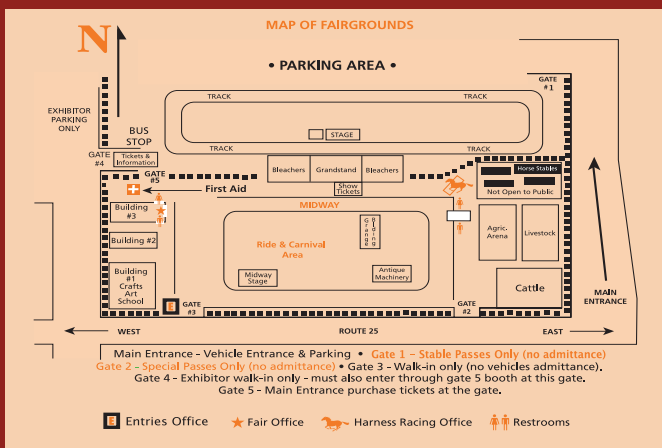 MAP OF FAIRGROUNDS
N
• PARKING AREA •
GATE
#1
TRACK
TRACK
EXHIBITOR
PARKING
ONLY
BUS
STOP
STAGE
TRACK
TRACK
GATE
#4
Tickets &
Information
GATE
#5
Bleachers
Grandstand
Bleachers
Show
Tickets
Horse Stables
Not Open to Public
First Aid
MIDWAY
Building
#3
Building #2
Building
#1
Crafts
Art
School
Ride & Carnival
Area
Grange
Building
Midway
Stage
Antique
Machinery
Agric.
Arena
Livestock
Cattle
MAIN
ENTRANCE
E
GATE
#3
GATE
#2
WEST
ROUTE 25
EAST
Main Entrance - Vehicle Entrance & Parking • Gate 1 - Stable Passes Only (no admittance)
Gate 2 - Special Passes Only (no admittance) • Gate 3 - Walk-in only (no vehicles admittance).
Gate 4 - Exhibitor walk-in only - must also enter through gate 5 booth at this gate.
Gate 5 - Main Entrance purchase tickets at the gate.
E Entries Office
Fair Office
Harness Racing Office
Restrooms